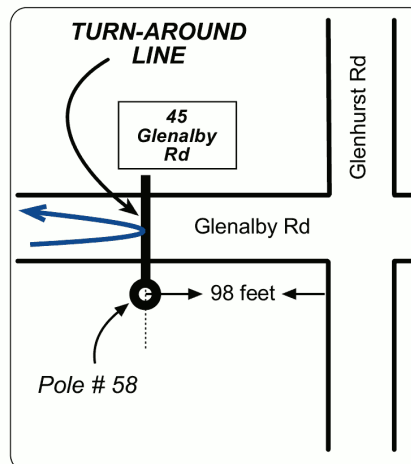 TURN-AROUND
LINE
45
Glenalby
Rd
Glenhurst Rd
Glenalby Rd
98 feet
Pole # 58